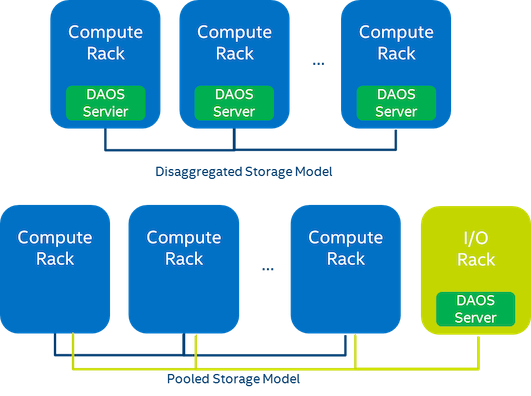 Compute
Rack
DAOS
Servier
Compute
Rack
DAOS
Server
...
Compute
Rack
DAOS
Server
Disaggregated Storage Model
Compute
Rack
Compute
Rack
...
Compute
Rack
I/O
Rack
DAOS
Server
Pooled Storage Model